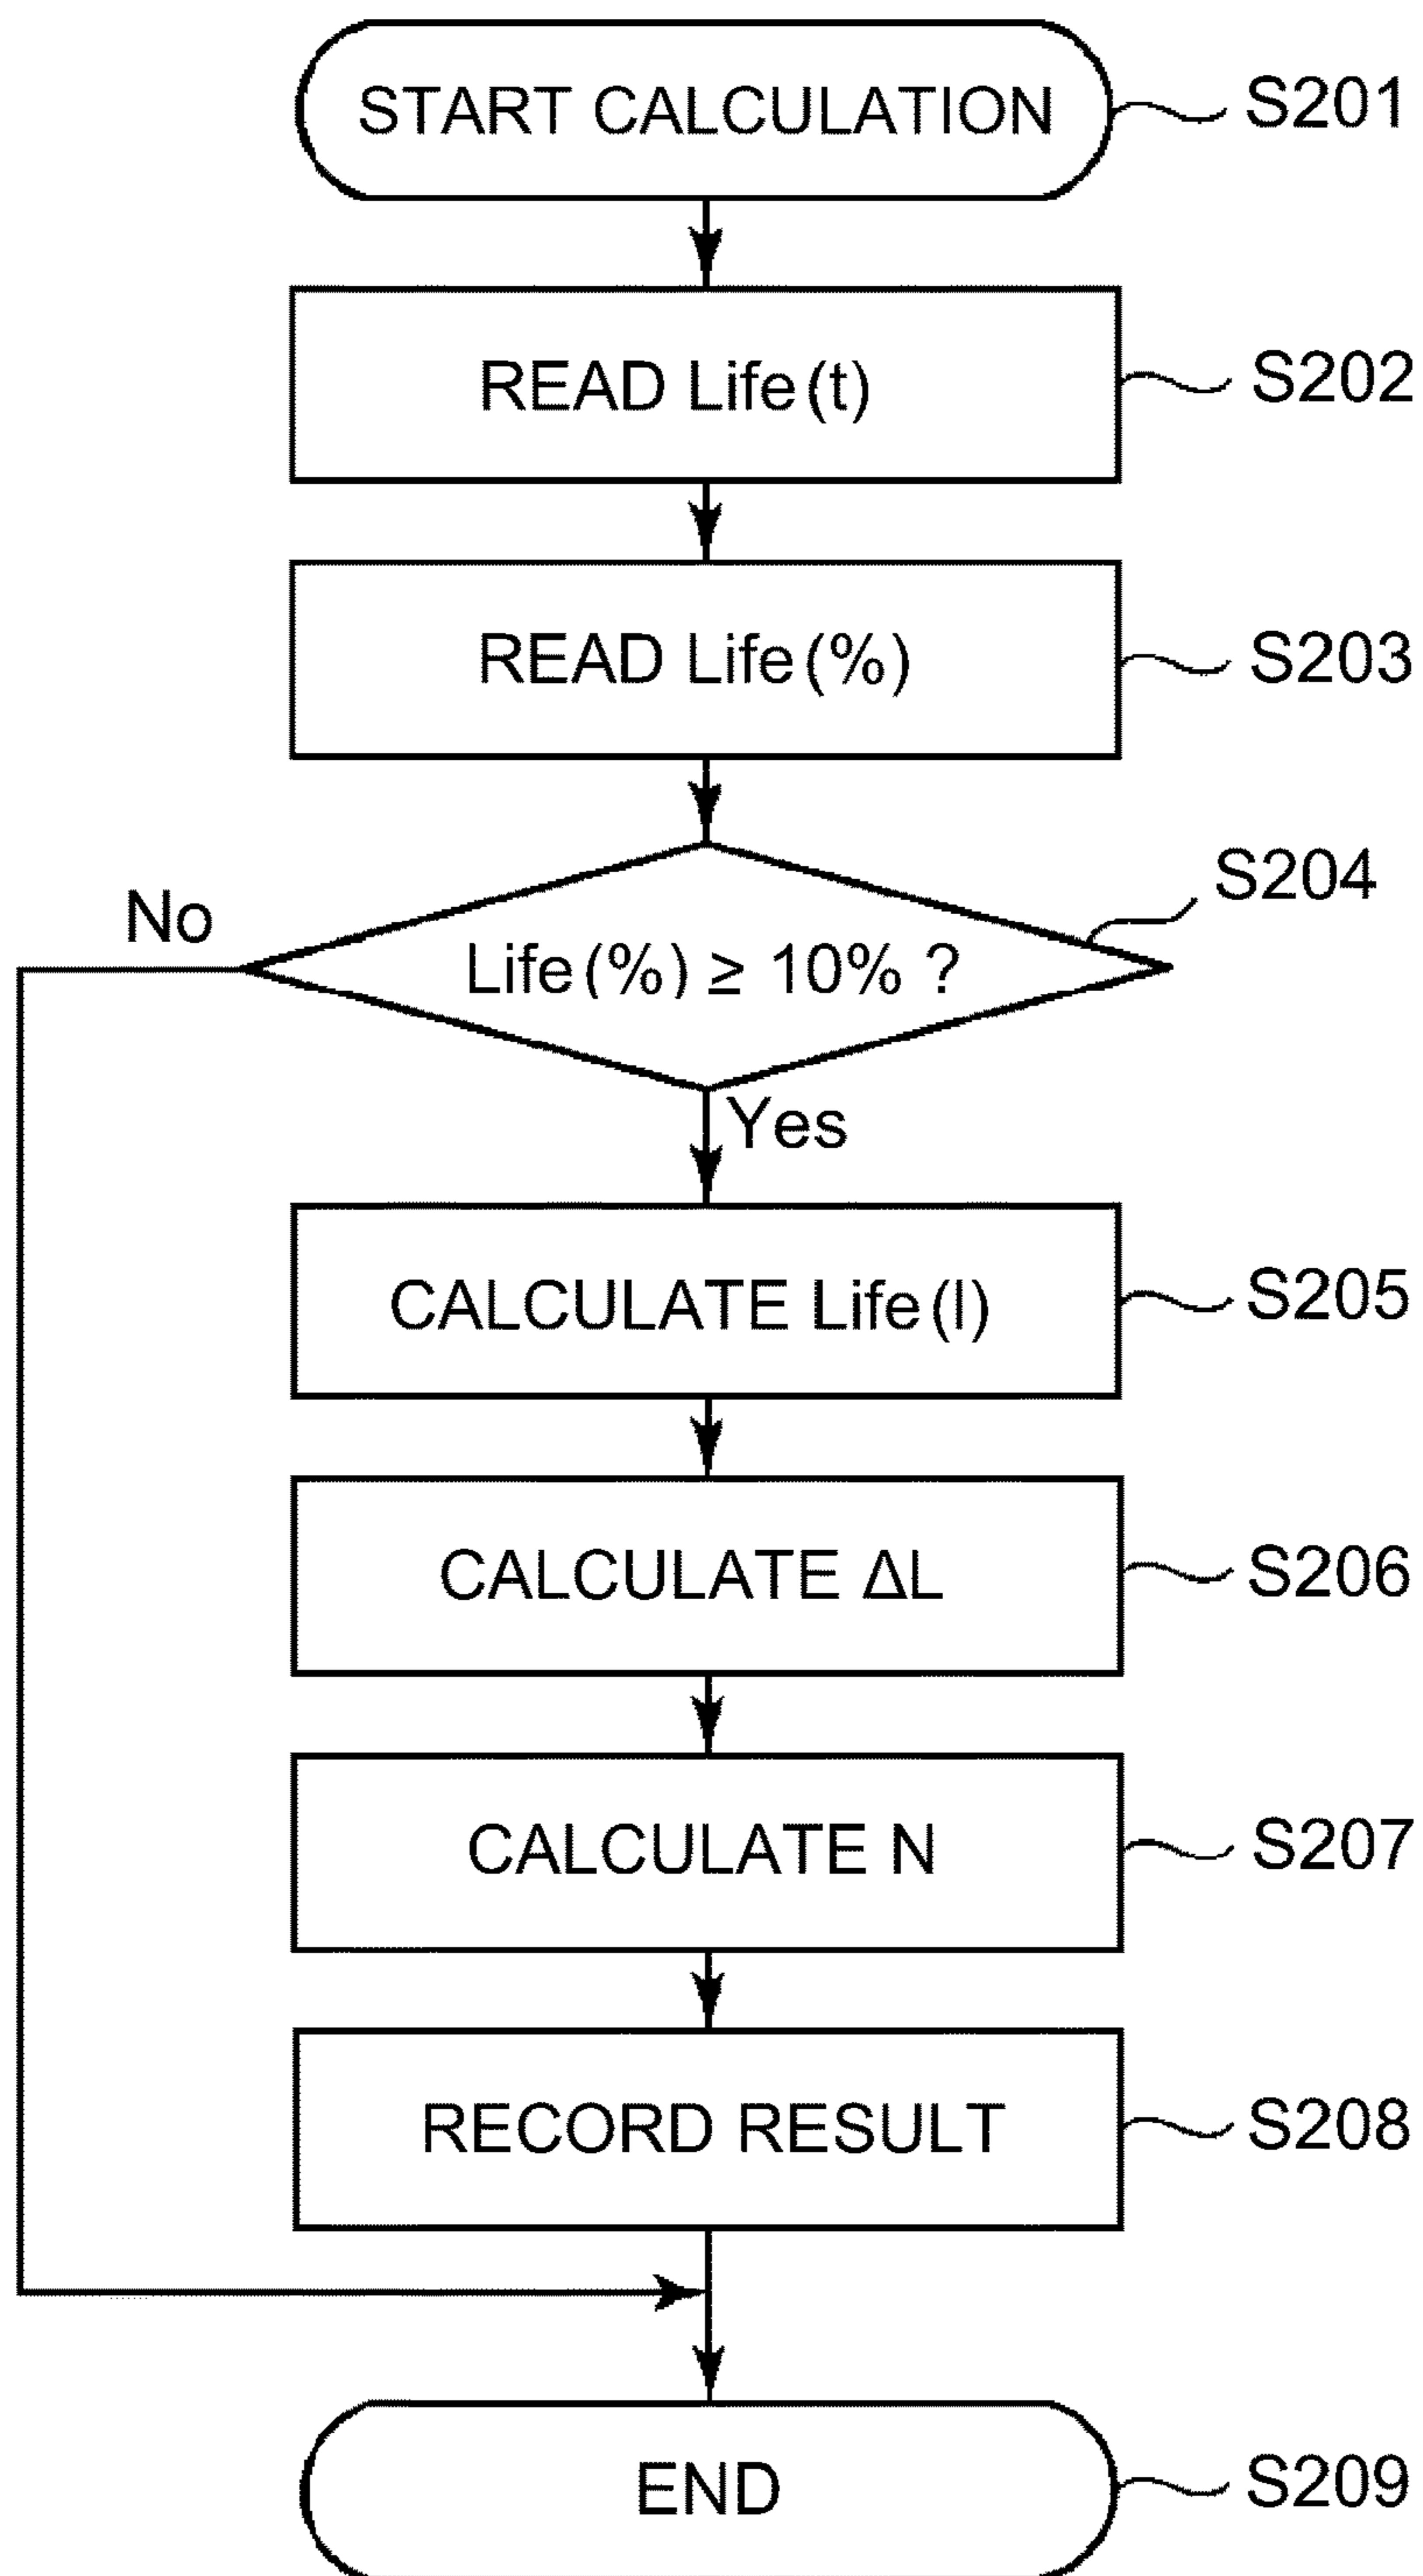 START CALCULATION
S201
READ Life(t)
S202
READ Life(%)
S203
S204
No
Life(%) ≥ 10% ?
Yes
CALCULATE Life(l)
S205
CALCULATE ΔL
S206
CALCULATE N
S207
RECORD RESULT
S208
END
S209